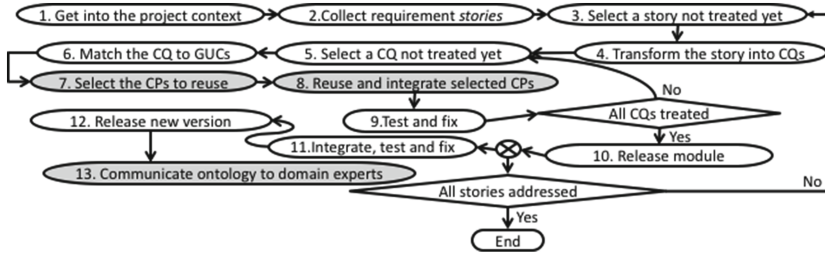 1. Get into the project context
2.Collect requirement stories
3. Select a story not treated yet
4. Transform the story into CQs
5. Select a CQ not treated yet
6. Match the CQ to GUCs
7. Select the CPs to reuse
8. Reuse and integrate selected CPs
No
All CQs treated
9.Test and fix
Yes
10. Release module
11.Integrate, test and fix
12. Release new version
13. Communicate ontology to domain experts
All stories addressed
No
Yes
End